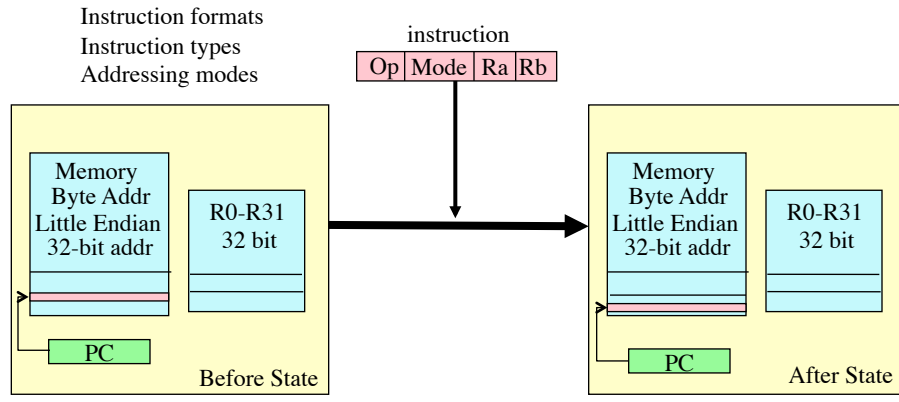 Instruction formats
Instruction types
Addressing modes
instruction
Op Mode Ra Rb
Memory
Byte Addr
Little Endian
32-bit addr
R0-R31
32 bit
PC
Before State
Memory
Byte Addr
Little Endian
32-bit addr
R0-R31
32 bit
PC
After State